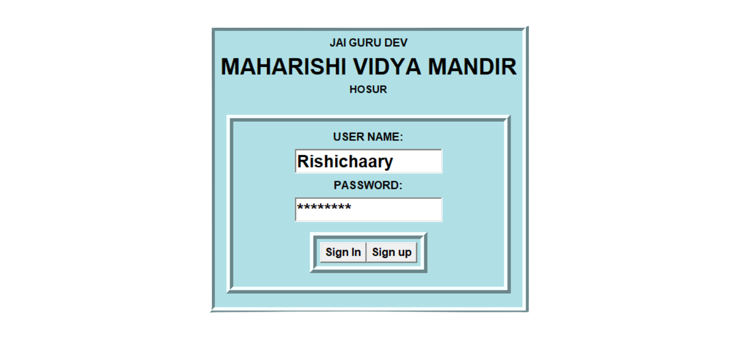 JAI GURU DEV
MAHARISHI VIDYA MANDIR
HOSUR
USER NAME:
Rishichaary
PASSWORD:
********
Sign In Sign up